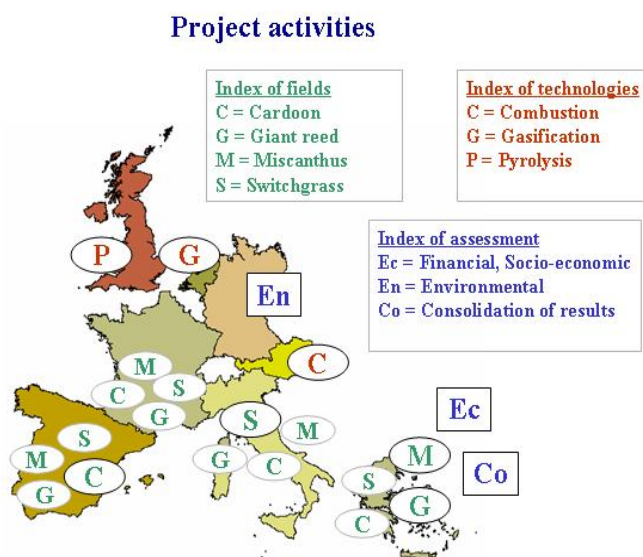 Project activities
Index of fields
C = Cardoon
G = Giant reed
M = Miscanthus
S = Switchgrass
Index of technologies
C = Combustion
G = Gasification
P = Pyrolysis
Index of assessment
Ec = Financial, Socio-economic
En = Environmental
Co = Consolidation of results
P
G
En
C
M
S
C
G
S
M
C
G
S
M
G
C
Ec
M
S
Co
G
C